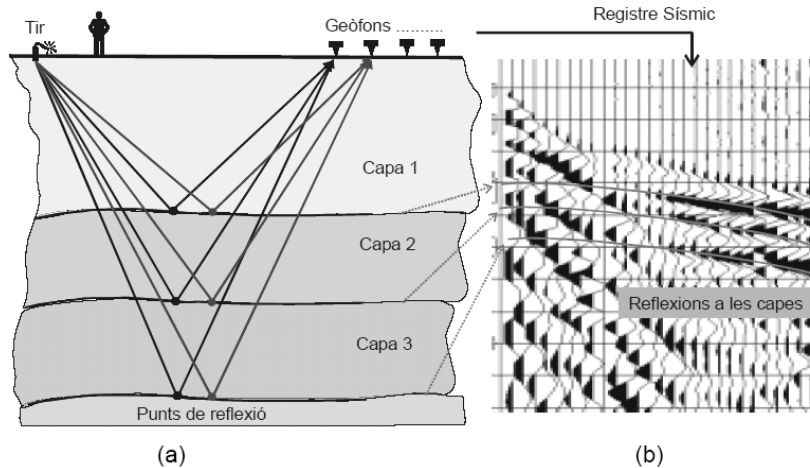 Tir
Geòfons ..........
Registre Sísmic
Capa 1
Capa 2
Capa 3
Punts de reflexió
Reflexions a les capes
(a)
(b)